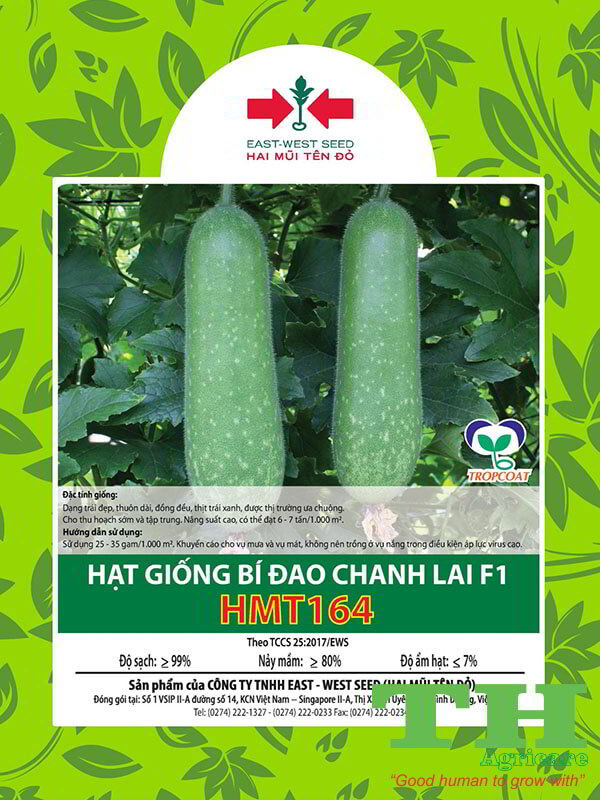 EAST-WEST SEED
HAI MŨI TÊN ĐỎ
TROPCOAT
Đặc tính giống:
Dạng trái đẹp, thuôn dài, đồng đều, thịt trái xanh, được thị trường ưa chuộng.
Cho thu hoạch sớm và tập trung. Năng suất cao, có thể đạt 6 - 7 tấn/1.000 m².
Hướng dẫn sử dụng:
Sử dụng 25 - 35 gam/1.000 m². Khuyến cáo cho vụ mưa và vụ mát, không nên trồng ở vụ nắng trong điều kiện áp lực virus cao.
HẠT GIỐNG BÍ ĐAO CHANH LAI F1
HMT164
Theo TCCS 25:2017/EWS
Độ sạch: ≥ 99% Nảy mầm: ≥ 80% Độ ẩm hạt: ≤ 7%
Sản phẩm của CÔNG TY TNHH EAST - WEST SEED (HAI MŨI TÊN ĐỎ)
Đóng gói tại: Số 1 VSIP II-A đường số 14, KCN Việt Nam – Singapore II-A, Thị Uyên
Tel: (0274) 222-1327 - (0274) 222-0233 Fax: (0274) 222-023
TH
Agricare
"Good human to grow with"